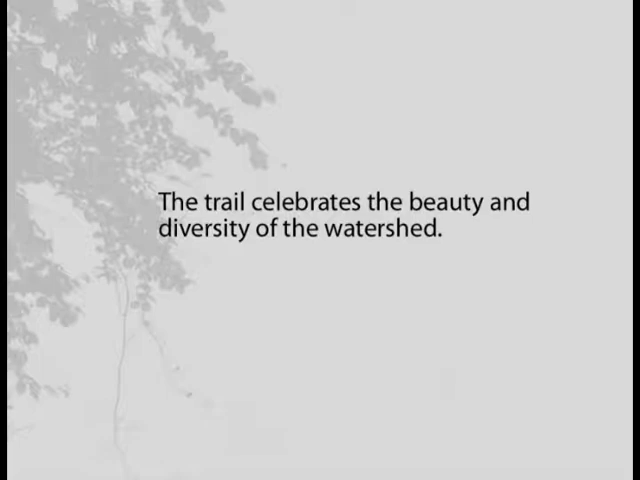 The trail celebrates the beauty and
diversity of the watershed.